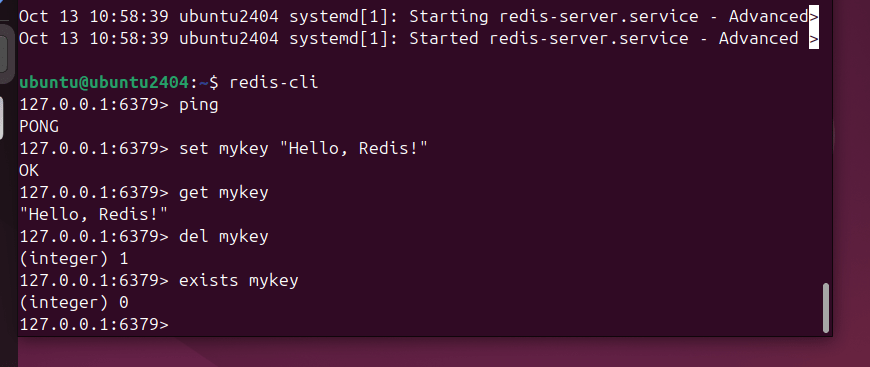 Oct 13 10:58:39 ubuntu2404 systemd[1]: Starting redis-server.service - Advanced>
Oct 13 10:58:39 ubuntu2404 systemd[1]: Started redis-server.service - Advanced >
ubuntu@ubuntu2404:~$ redis-cli
127.0.0.1:6379> ping
PONG
127.0.0.1:6379> set mykey "Hello, Redis!"
OK
127.0.0.1:6379> get mykey
"Hello, Redis!"
127.0.0.1:6379> del mykey
(integer) 1
127.0.0.1:6379> exists mykey
(integer) 0
127.0.0.1:6379>